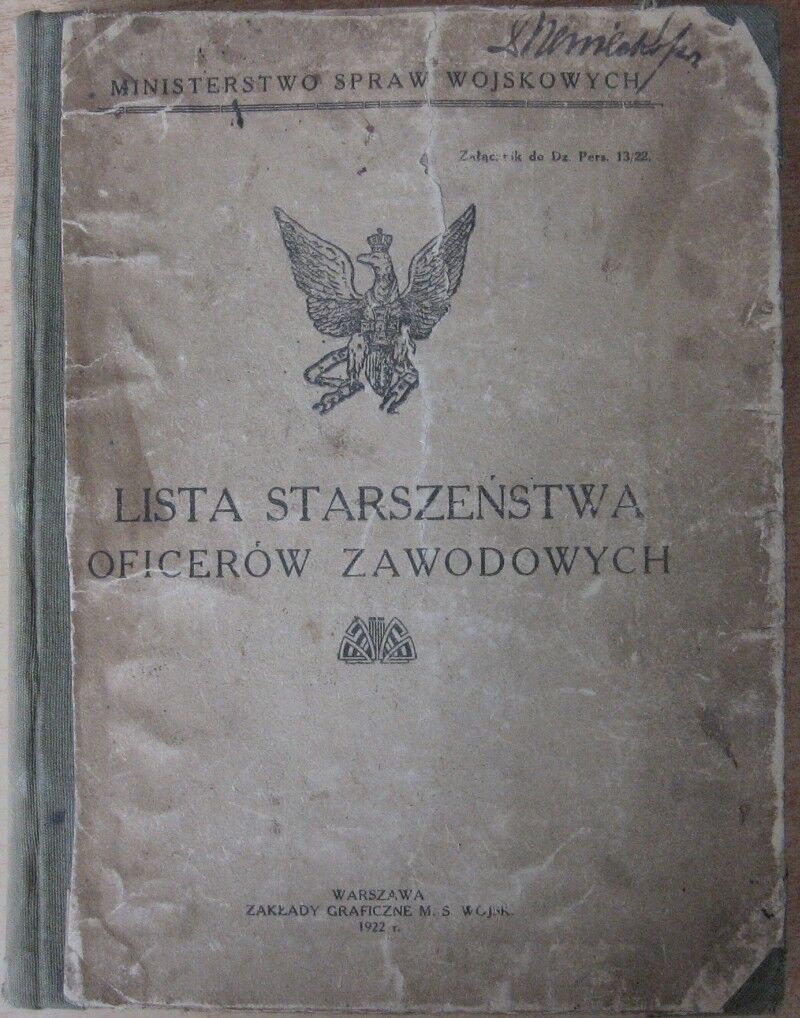 MINISTERSTWO SPRAW WOJSKOWYCH
Załącznik do Dz. Pers. 13/22.
LISTA STARSZEŃSTWA
OFICERÓW ZAWODOWYCH
WARSZAWA
ZAKŁADY GRAFICZNE M. S. WOJSK.
1922 r.